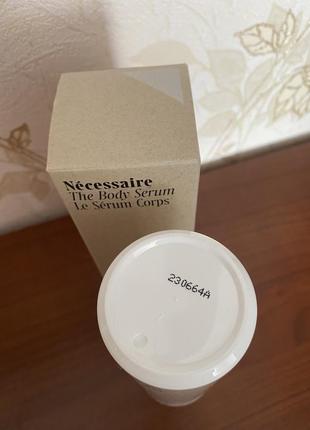 Nécessaire
The Body Serum
Le Sérum Corps
230664A